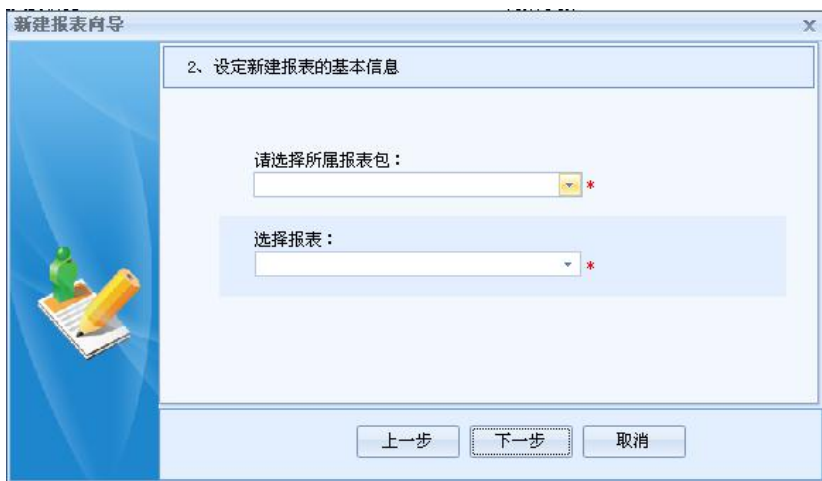 新建报表向导
2、设定新建报表的基本信息
请选择所属报表包：
*
选择报表：
*
上一步
下一步
取消